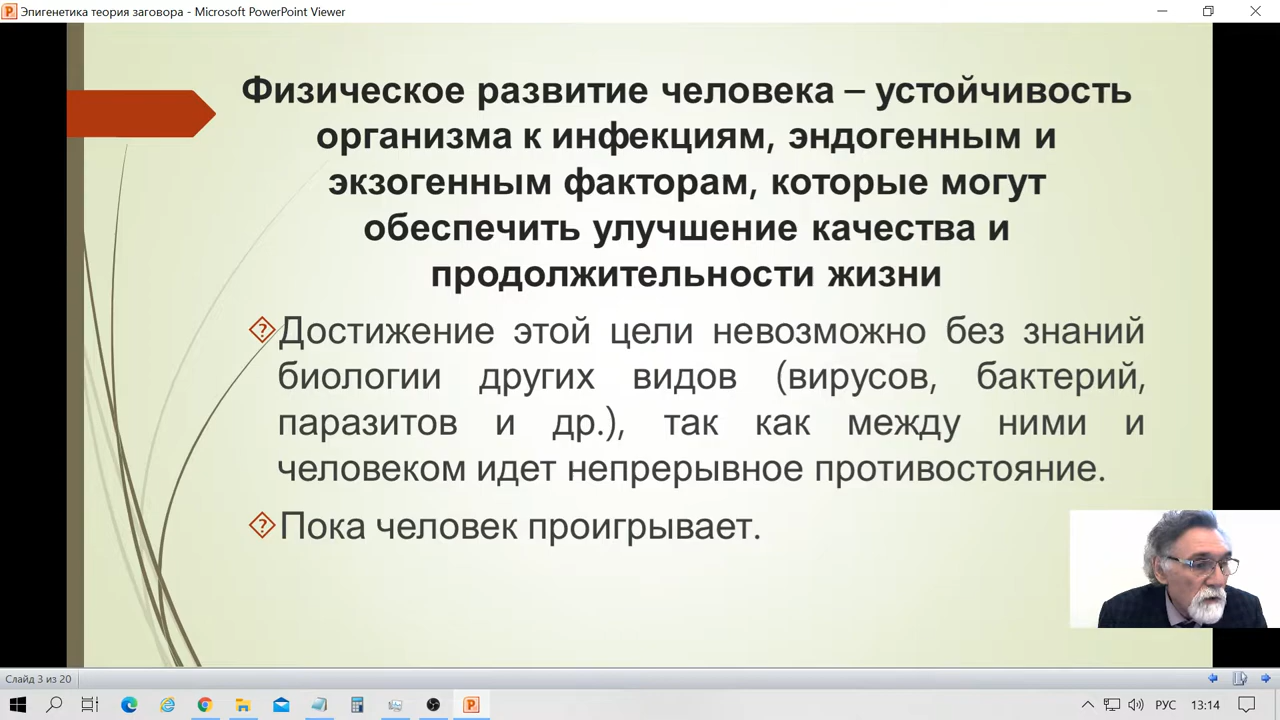 Эпигенетика теория заговора - Microsoft PowerPoint Viewer
Физическое развитие человека – устойчивость
организма к инфекциям, эндогенным и
экзогенным факторам, которые могут
обеспечить улучшение качества и
продолжительности жизни
Достижение этой цели невозможно без знаний
биологии других видов (вирусов, бактерий,
паразитов и др.), так как между ними и
человеком идет непрерывное противостояние.
Пока человек проигрывает.
Слайд 3 из 20
РУС
13:14